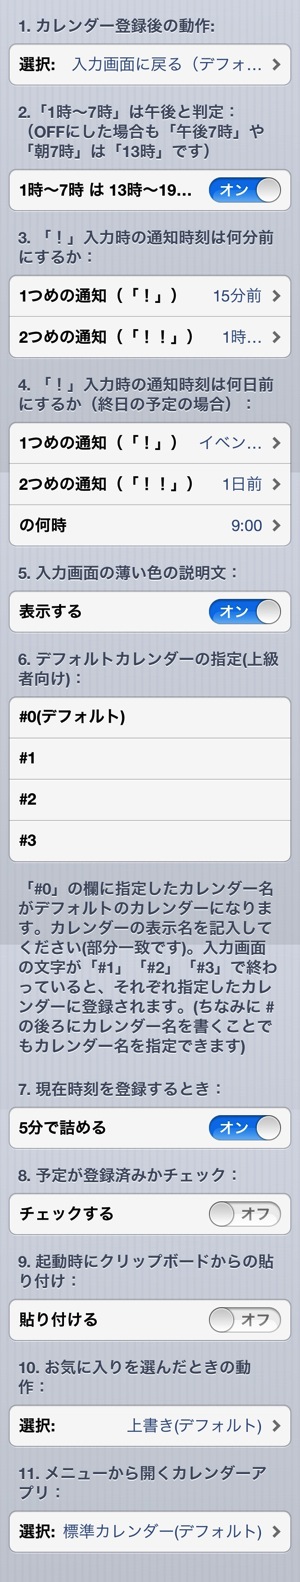 1. カレンダー登録後の動作:
選択: 入力画面に戻る（デフォ...
2.「1時〜7時」は午後と判定：
（OFFにした場合も「午後7時」や
「朝7時」は「13時」です）
1時〜7時 は 13時〜19... オン
3. 「！」入力時の通知時刻は何分前
にするか：
1つめの通知（「！」） 15分前
2つめの通知（「！！」） 1時...
4. 「！」入力時の通知時刻は何日前
にするか（終日の予定の場合）：
1つめの通知（「！」） イベン...
2つめの通知（「！！」） 1日前
の何時 9:00
5. 入力画面の薄い色の説明文：
表示する オン
6. デフォルトカレンダーの指定(上級
者向け)：
#0(デフォルト)
#1
#2
#3
「#0」の欄に指定したカレンダー名
がデフォルトのカレンダーになりま
す。カレンダーの表示名を記入して
ください(部分一致です)。入力画面
の文字が「#1」「#2」「#3」で終わ
っていると、それぞれ指定したカレ
ンダーに登録されます。(ちなみに #
の後ろにカレンダー名を書くことで
もカレンダー名を指定できます)
7. 現在時刻を登録するとき：
5分で詰める オン
8. 予定が登録済みかチェック：
チェックする オフ
9. 起動時にクリップボードからの貼
り付け：
貼り付ける オフ
10. お気に入りを選んだときの動
作：
選択: 上書き(デフォルト)
11. メニューから開くカレンダーア
プリ：
選択: 標準カレンダー(デフォルト)